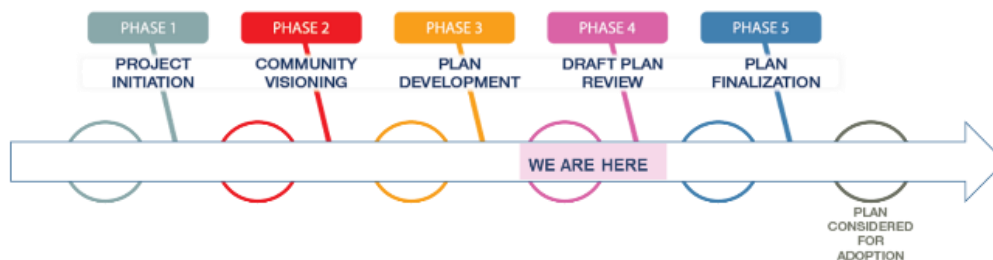 PHASE 1
PHASE 2
PHASE 3
PHASE 4
PHASE 5
PROJECT
INITIATION
COMMUNITY
VISIONING
PLAN
DEVELOPMENT
DRAFT PLAN
REVIEW
PLAN
FINALIZATION
WE ARE HERE
PLAN
CONSIDERED
FOR
ADOPTION